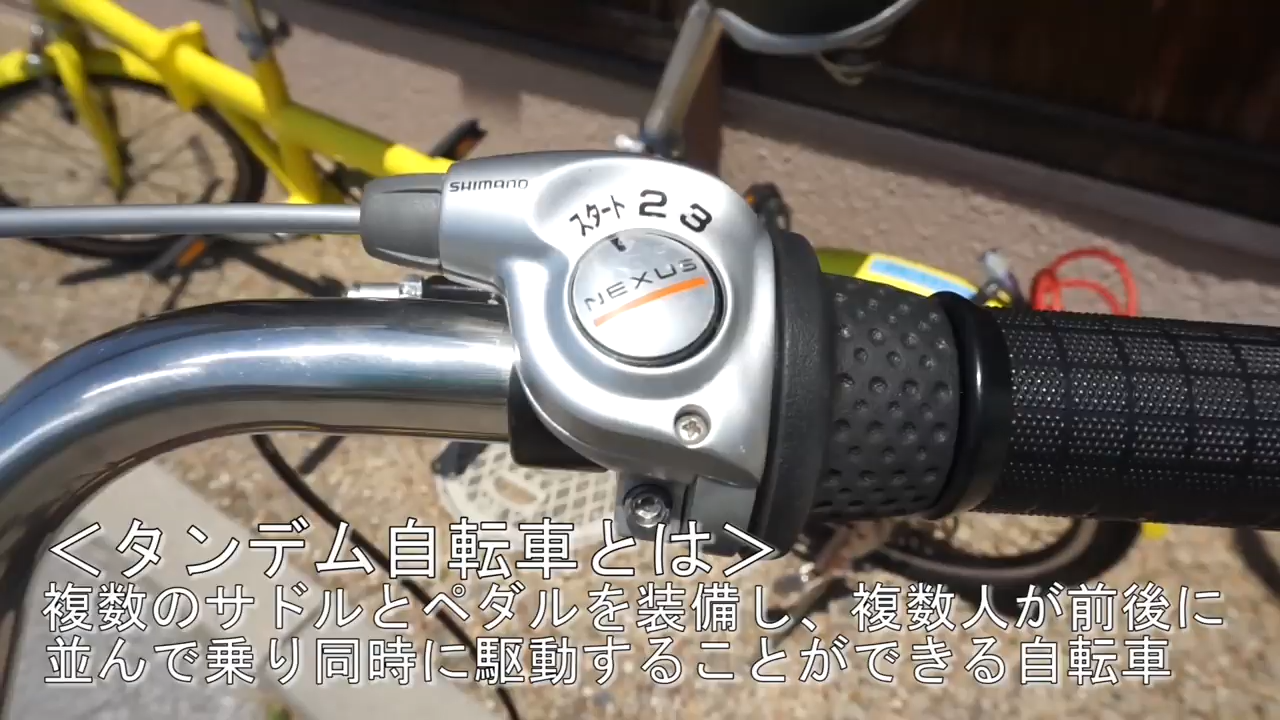 SHIMANO
スタート 2 3
NEXUS
＜タンデム自転車とは＞
複数のサドルとペダルを装備し、複数人が前後に
並んで乗り同時に駆動することができる自転車